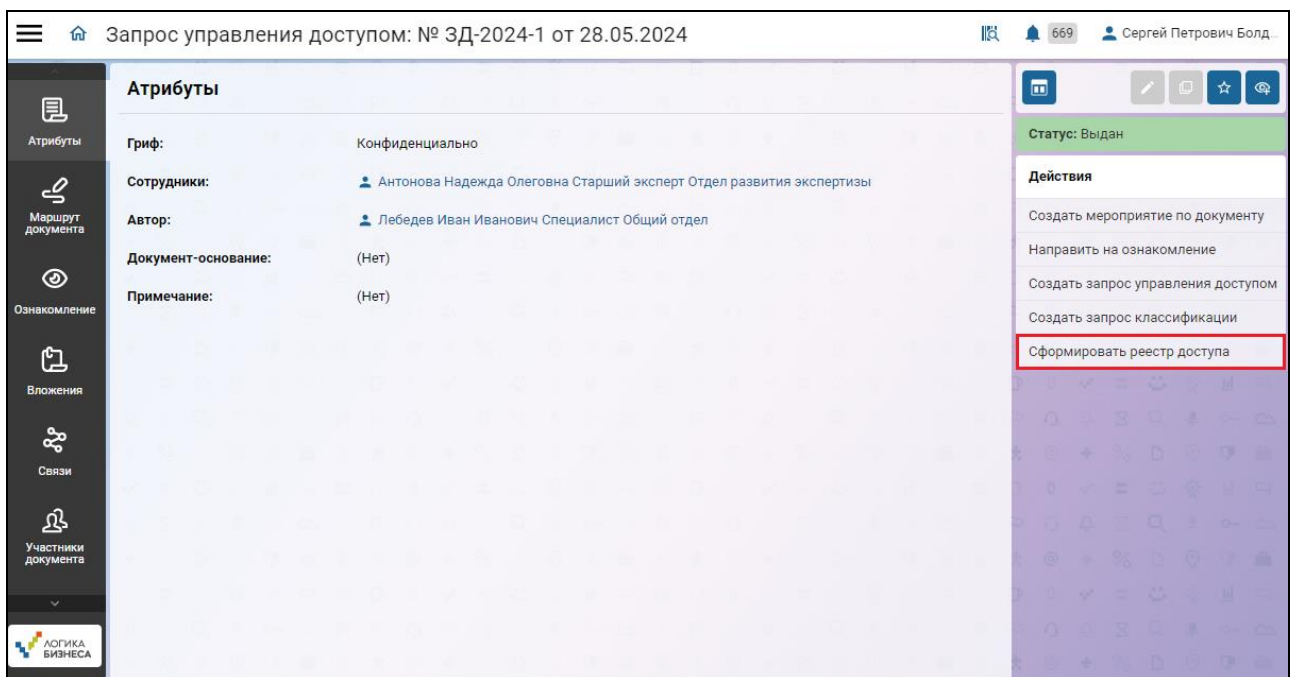 Запрос управления доступом: № ЗД-2024-1 от 28.05.2024
669
Сергей Петрович Болд...
Атрибуты
Маршрут
документа
Ознакомление
Вложения
Связи
Участники
документа
ЛОГИКА
БИЗНЕСА
Атрибуты
Гриф: Конфиденциально
Сотрудники: Антонова Надежда Олеговна Старший эксперт Отдел развития экспертизы
Автор: Лебедев Иван Иванович Специалист Общий отдел
Документ-основание: (Нет)
Примечание: (Нет)
Статус: Выдан
Действия
Создать мероприятие по документу
Направить на ознакомление
Создать запрос управления доступом
Создать запрос классификации
Сформировать реестр доступа